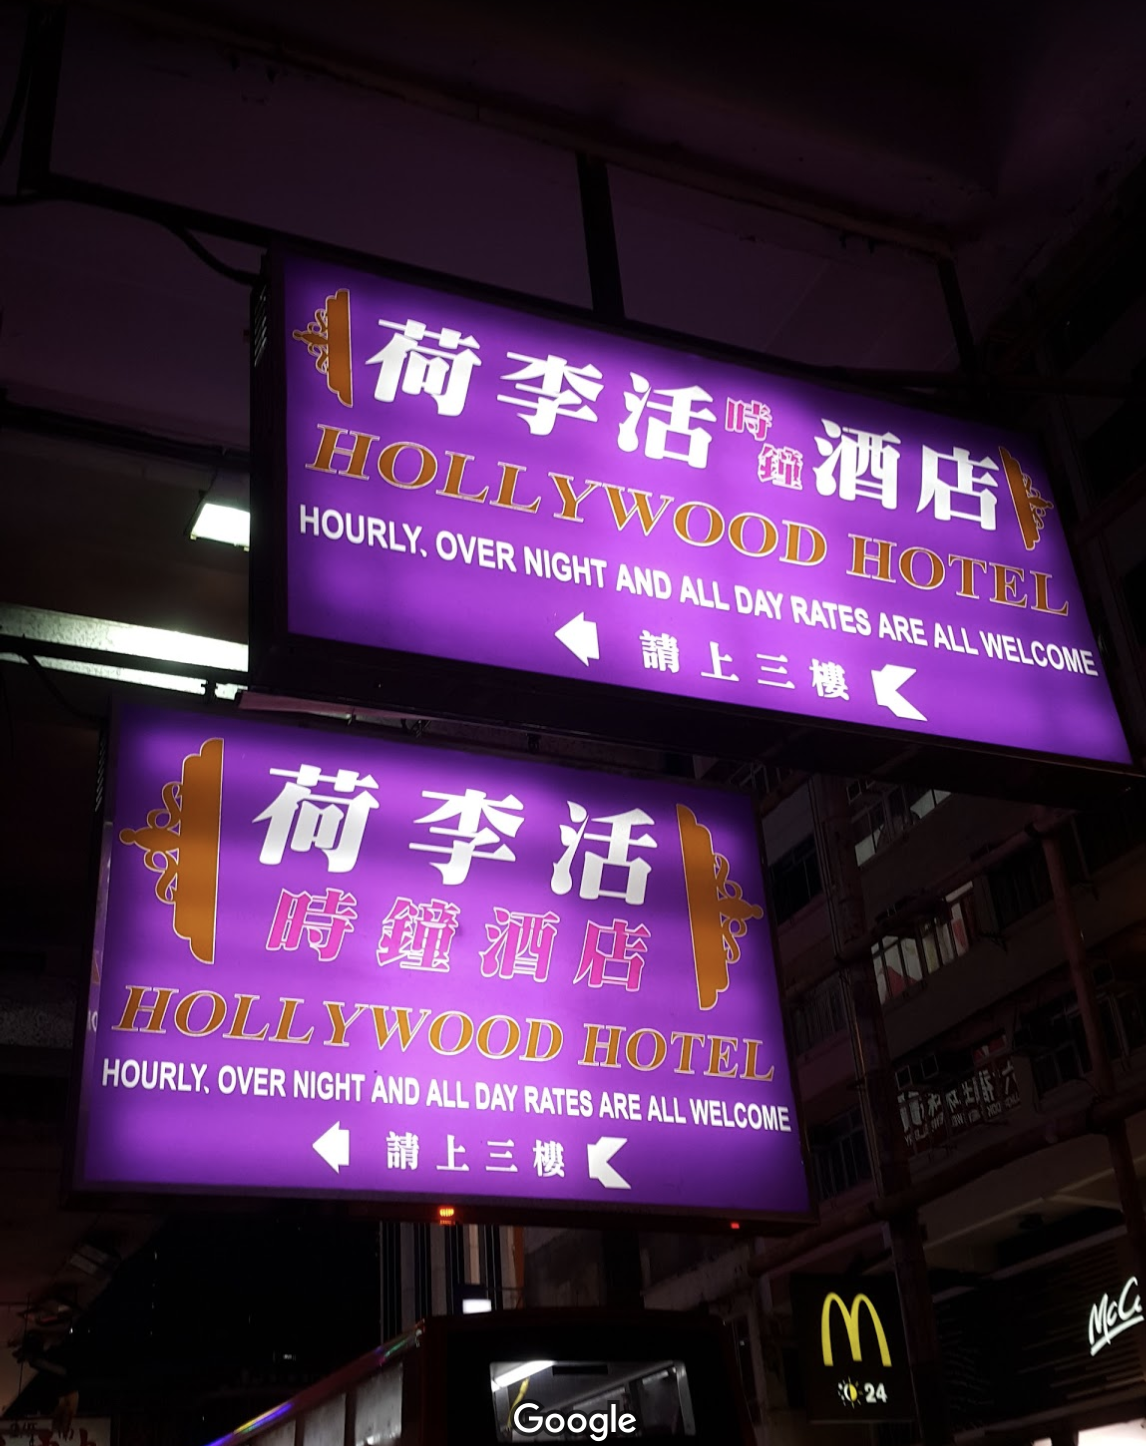 荷李活時鐘酒店
HOLLYWOOD HOTEL
HOURLY, OVER NIGHT AND ALL DAY RATES ARE ALL WELCOME
請上三樓
荷李活
時鐘酒店
HOLLYWOOD HOTEL
HOURLY, OVER NIGHT AND ALL DAY RATES ARE ALL WELCOME
請上三樓
24
McC
Google